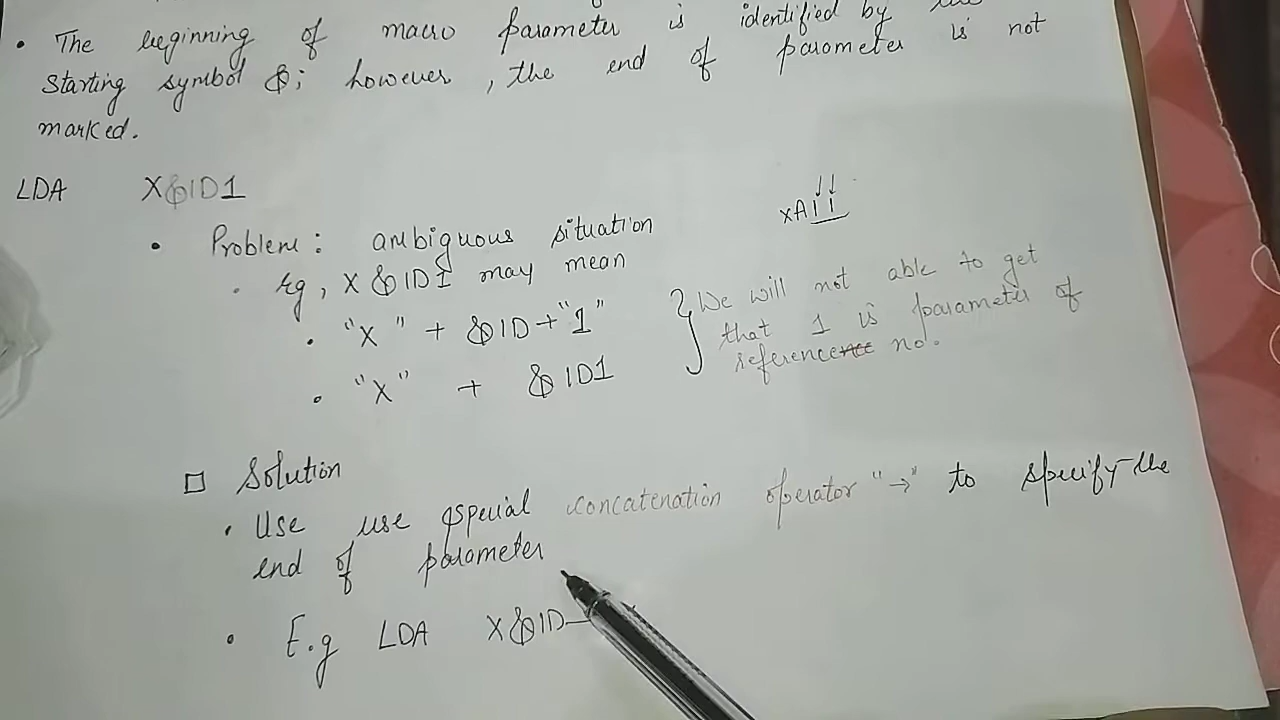 • The beginning of macro parameter is identified by the
starting symbol &; however, the end of parameter is not
marked.
LDA X&ID1
xA11
• Problem: ambiguous situation
• eg, X &ID1 may mean
• "X" + &ID+"1"
• "X" + &ID1
} We will not able to get
that 1 is parameter of
reference no.
□ Solution
• Use use special concatenation operator "→" to specify the
end of parameter
• E.g LDA X&ID